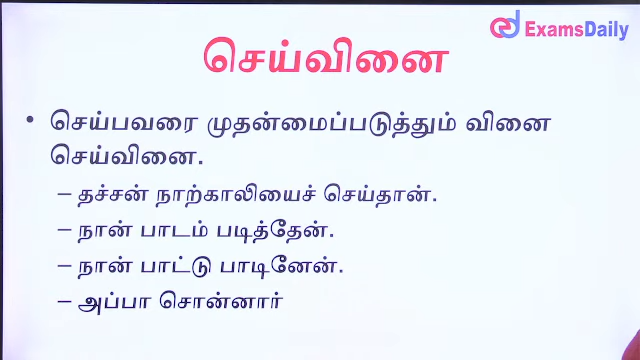 ExamsDaily
செய்வினை
• செய்பவரை முதன்மைப்படுத்தும் வினை
செய்வினை.
– தச்சன் நாற்காலியைச் செய்தான்.
– நான் பாடம் படித்தேன்.
– நான் பாட்டு பாடினேன்.
– அப்பா சொன்னார்